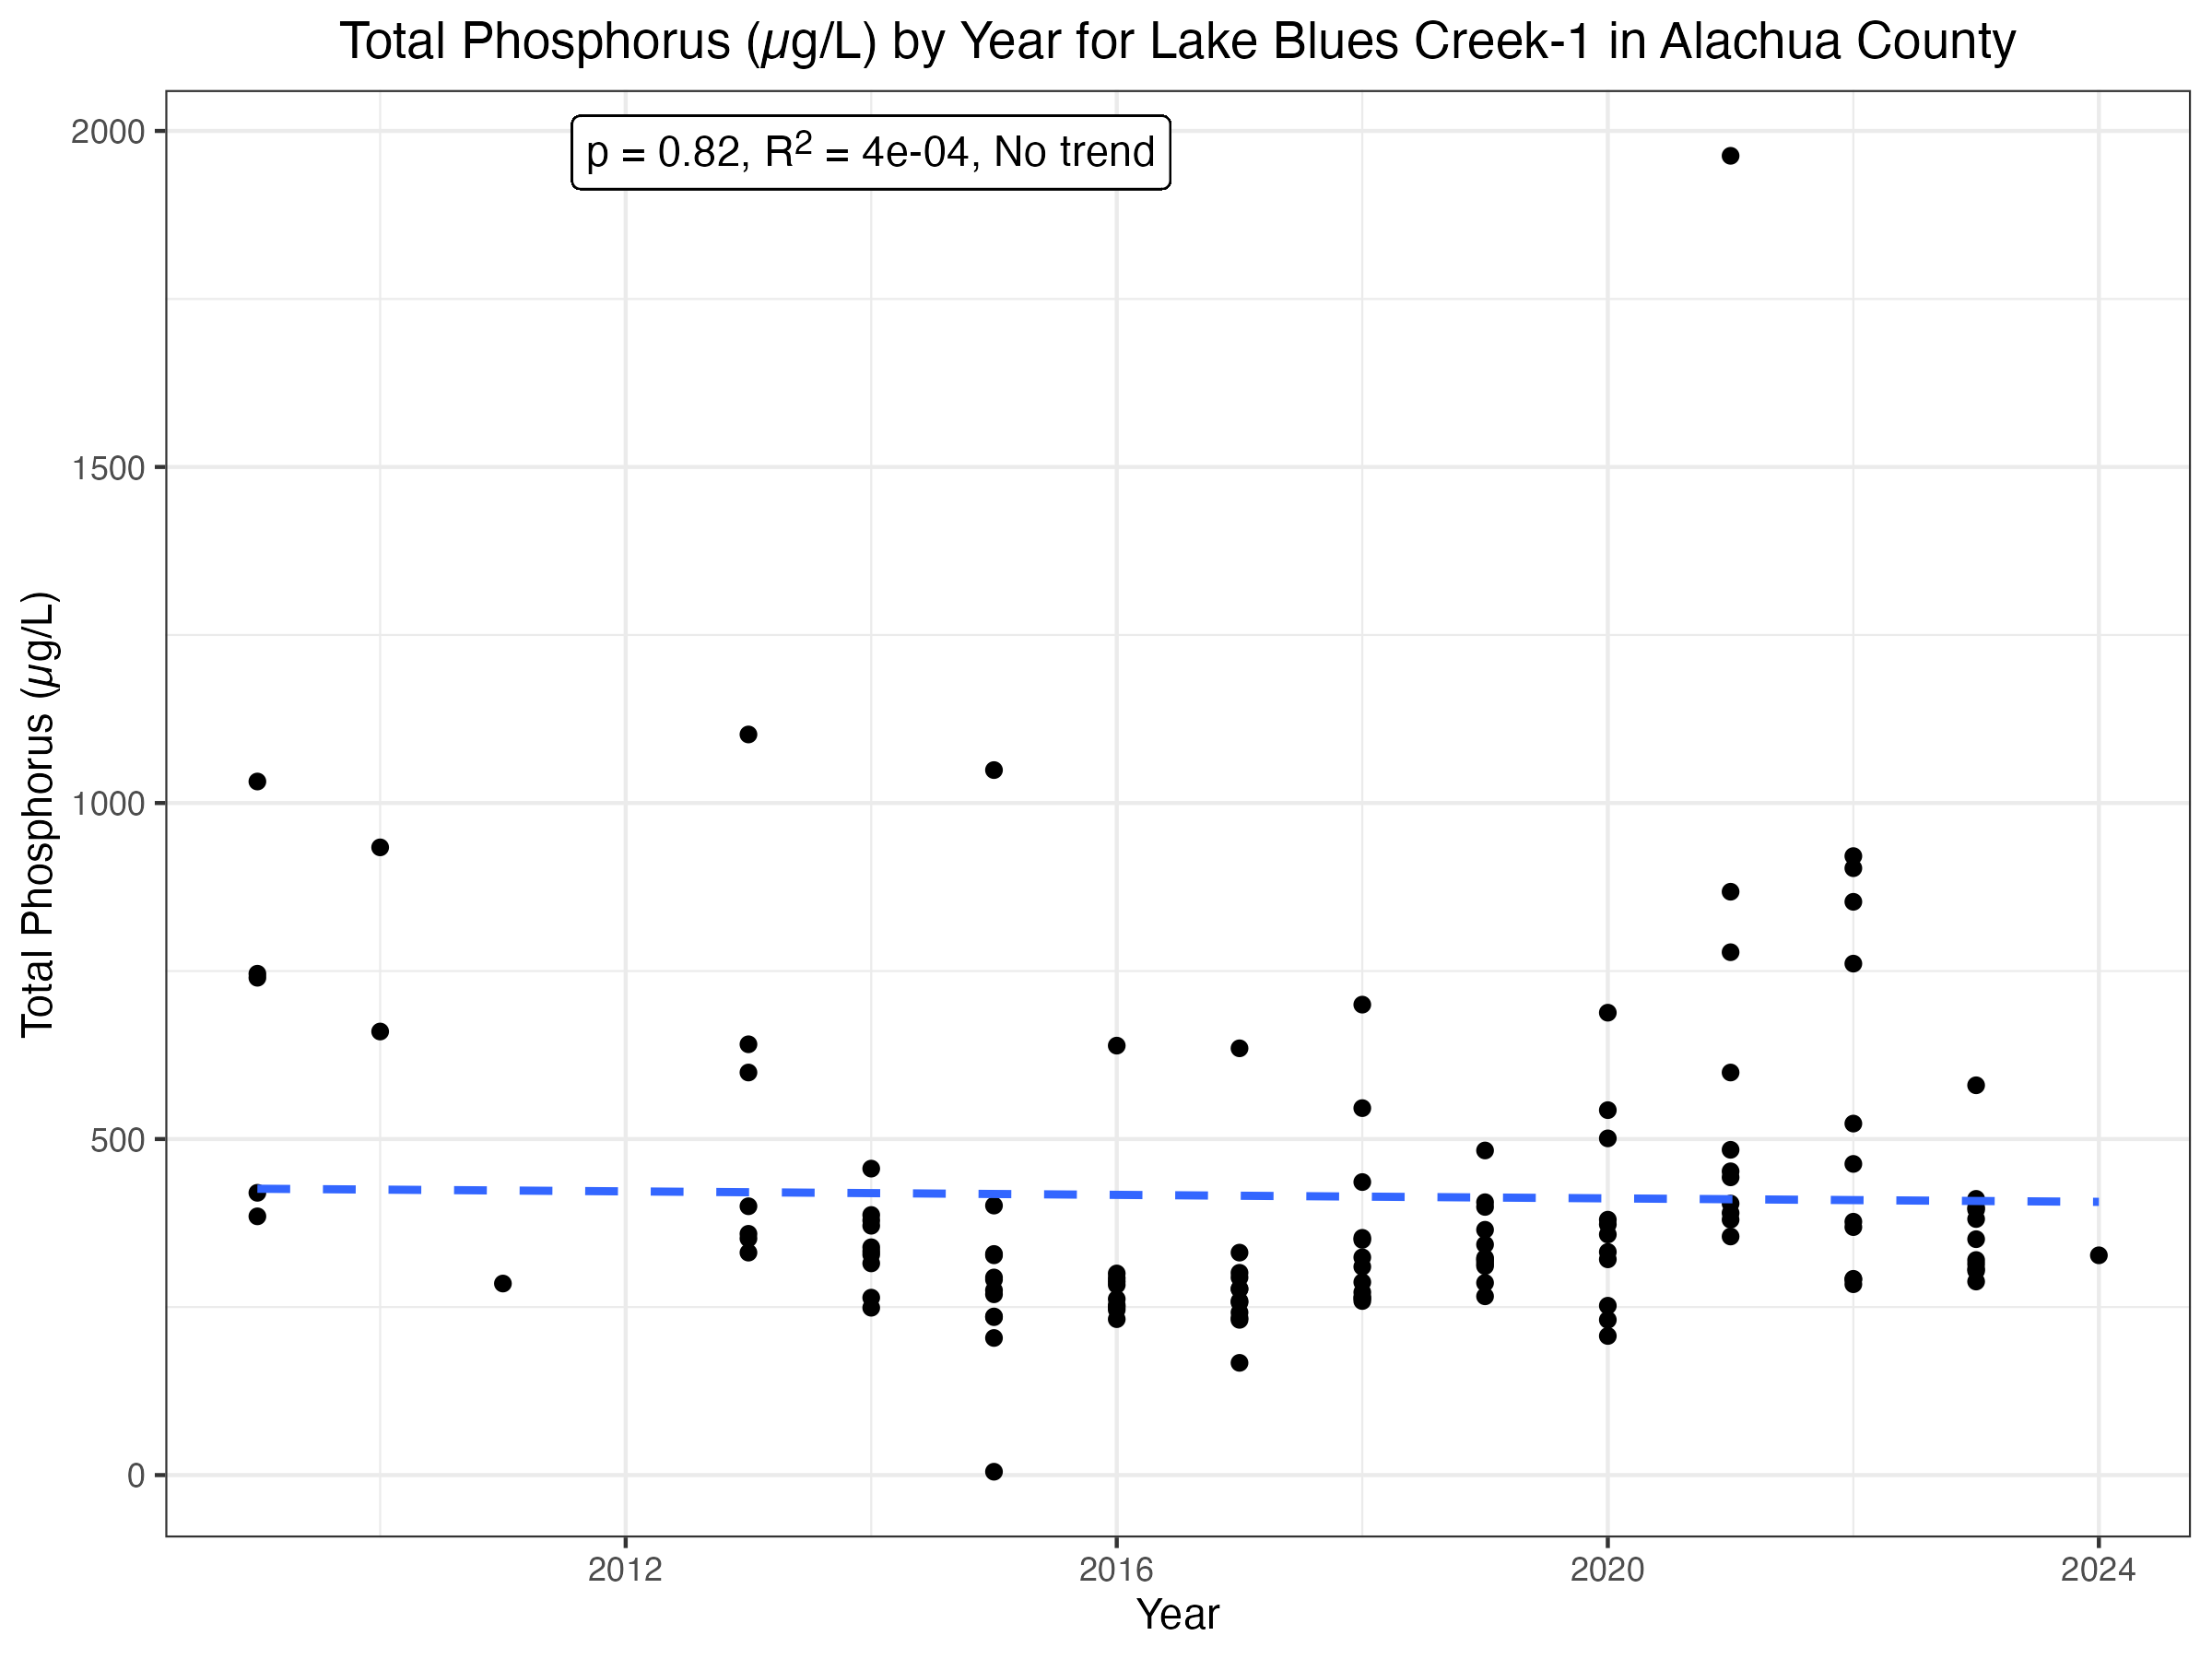 Total Phosphorus (µg/L) by Year for Lake Blues Creek-1 in Alachua County
p = 0.82, R² = 4e-04, No trend
Total Phosphorus (µg/L)
2000
1500
1000
500
0
2012 2016 2020 2024
Year